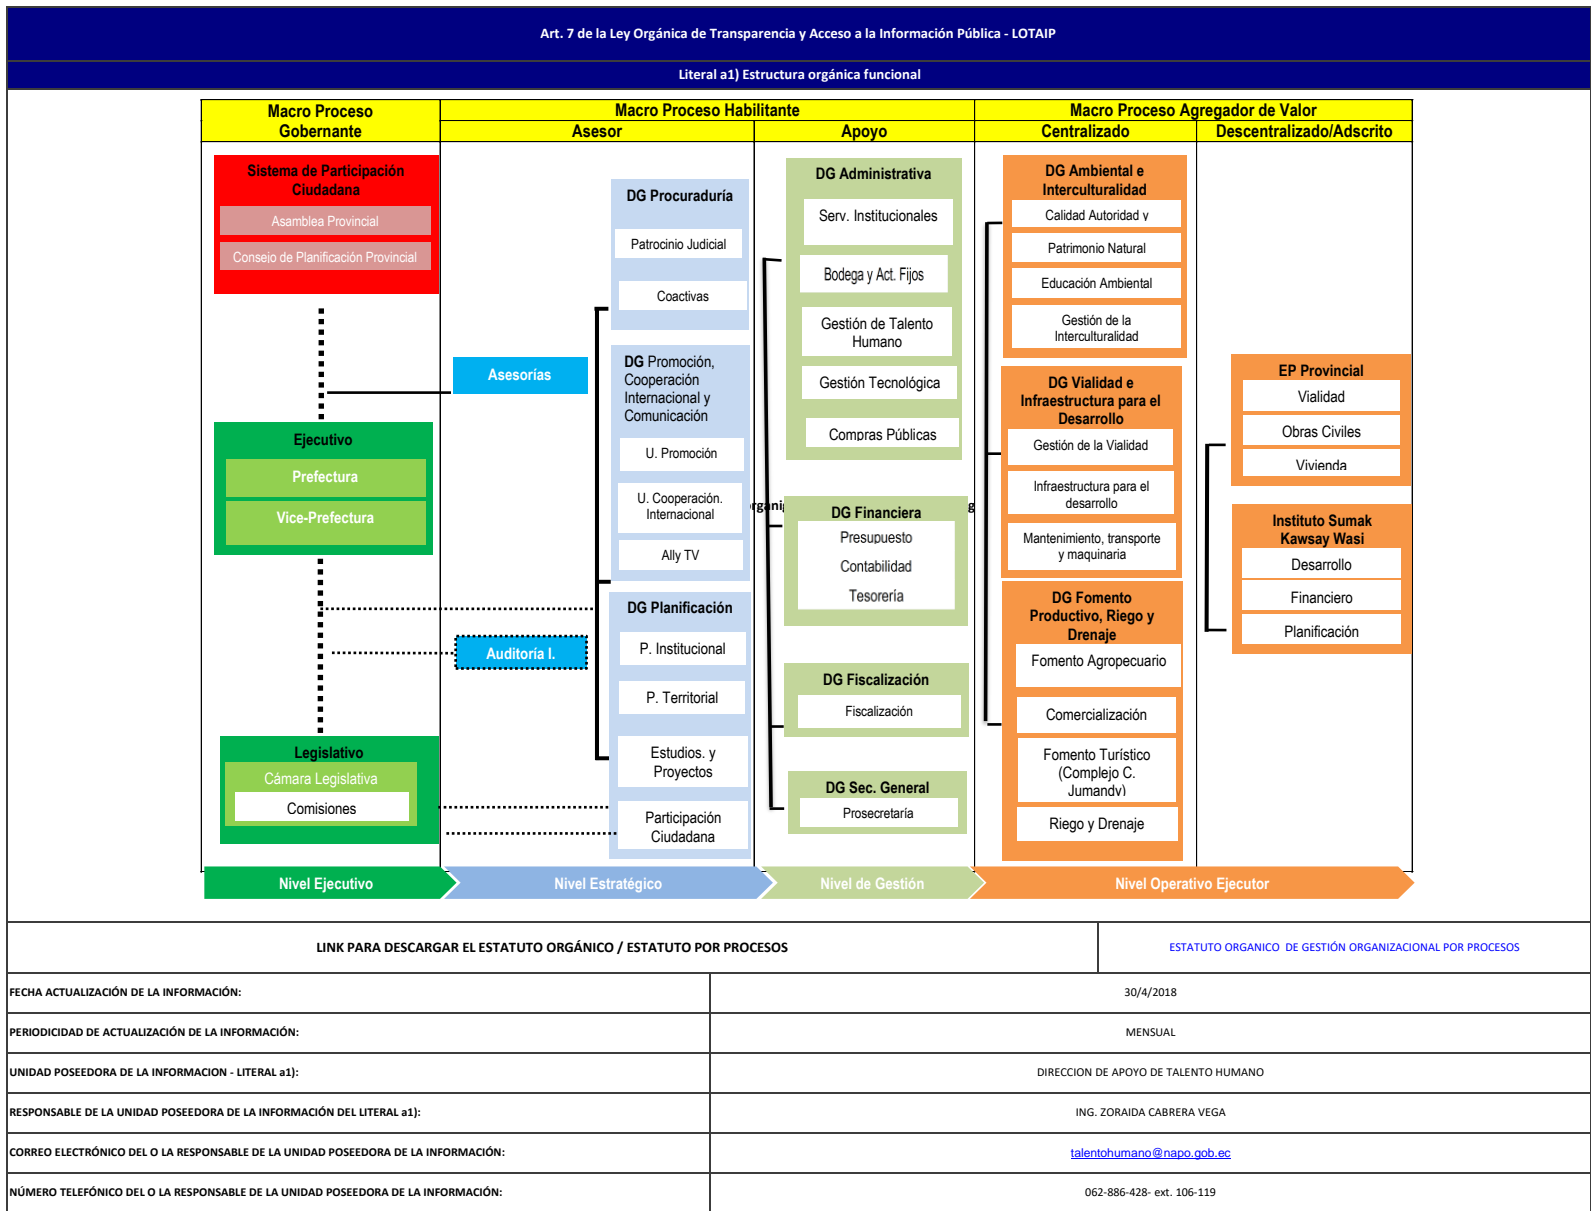 Art. 7 de la Ley Orgánica de Transparencia y Acceso a la Información Pública - LOTAIP
Literal a1) Estructura orgánica funcional
Macro Proceso
Gobernante
Macro Proceso Habilitante
Macro Proceso Agregador de Valor
Asesor
Apoyo
Centralizado
Descentralizado/Adscrito
Sistema de Participación
Ciudadana
Asamblea Provincial
Consejo de Planificación Provincial
Ejecutivo
Prefectura
Vice-Prefectura
Legislativo
Cámara Legislativa
Comisiones
Asesorías
Auditoría I.
DG Procuraduría
Patrocinio Judicial
Coactivas
DG Promoción,
Cooperación
Internacional y
Comunicación
U. Promoción
U. Cooperación.
Internacional
Ally TV
DG Planificación
P. Institucional
P. Territorial
Estudios. y
Proyectos
Participación
Ciudadana
DG Administrativa
Serv. Institucionales
Bodega y Act. Fijos
Gestión de Talento
Humano
Gestión Tecnológica
Compras Públicas
DG Financiera
Presupuesto
Contabilidad
Tesorería
DG Fiscalización
Fiscalización
DG Sec. General
Prosecretaría
DG Ambiental e
Interculturalidad
Calidad Autoridad y
Patrimonio Natural
Educación Ambiental
Gestión de la
Interculturalidad
DG Vialidad e
Infraestructura para el
Desarrollo
Gestión de la Vialidad
Infraestructura para el
desarrollo
Mantenimiento, transporte
y maquinaria
DG Fomento
Productivo, Riego y
Drenaje
Fomento Agropecuario
Comercialización
Fomento Turístico
(Complejo C.
Jumandy)
Riego y Drenaje
EP Provincial
Vialidad
Obras Civiles
Vivienda
Instituto Sumak
Kawsay Wasi
Desarrollo
Financiero
Planificación
Nivel Ejecutivo
Nivel Estratégico
Nivel de Gestión
Nivel Operativo Ejecutor
LINK PARA DESCARGAR EL ESTATUTO ORGÁNICO / ESTATUTO POR PROCESOS
ESTATUTO ORGANICO DE GESTIÓN ORGANIZACIONAL POR PROCESOS
FECHA ACTUALIZACIÓN DE LA INFORMACIÓN:
30/4/2018
PERIODICIDAD DE ACTUALIZACIÓN DE LA INFORMACIÓN:
MENSUAL
UNIDAD POSEEDORA DE LA INFORMACION - LITERAL a1):
DIRECCION DE APOYO DE TALENTO HUMANO
RESPONSABLE DE LA UNIDAD POSEEDORA DE LA INFORMACIÓN DEL LITERAL a1):
ING. ZORAIDA CABRERA VEGA
CORREO ELECTRÓNICO DEL O LA RESPONSABLE DE LA UNIDAD POSEEDORA DE LA INFORMACIÓN:
talentohumano@napo.gob.ec
NÚMERO TELEFÓNICO DEL O LA RESPONSABLE DE LA UNIDAD POSEEDORA DE LA INFORMACIÓN:
062-886-428- ext. 106-119